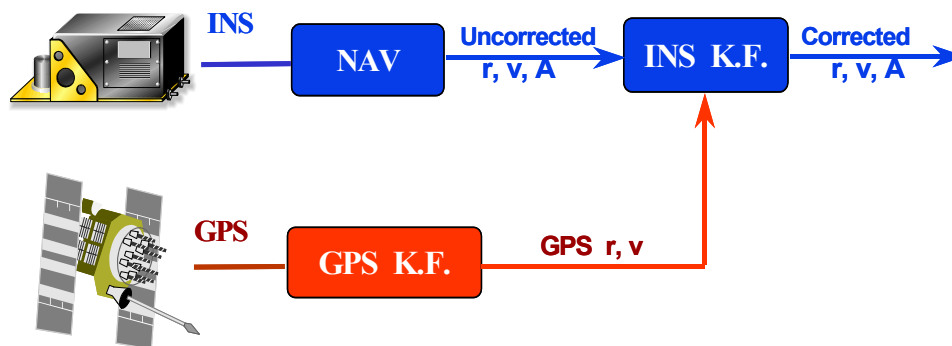 INS
NAV
Uncorrected
r, v, A
INS K.F.
Corrected
r, v, A
GPS
GPS K.F.
GPS r, v